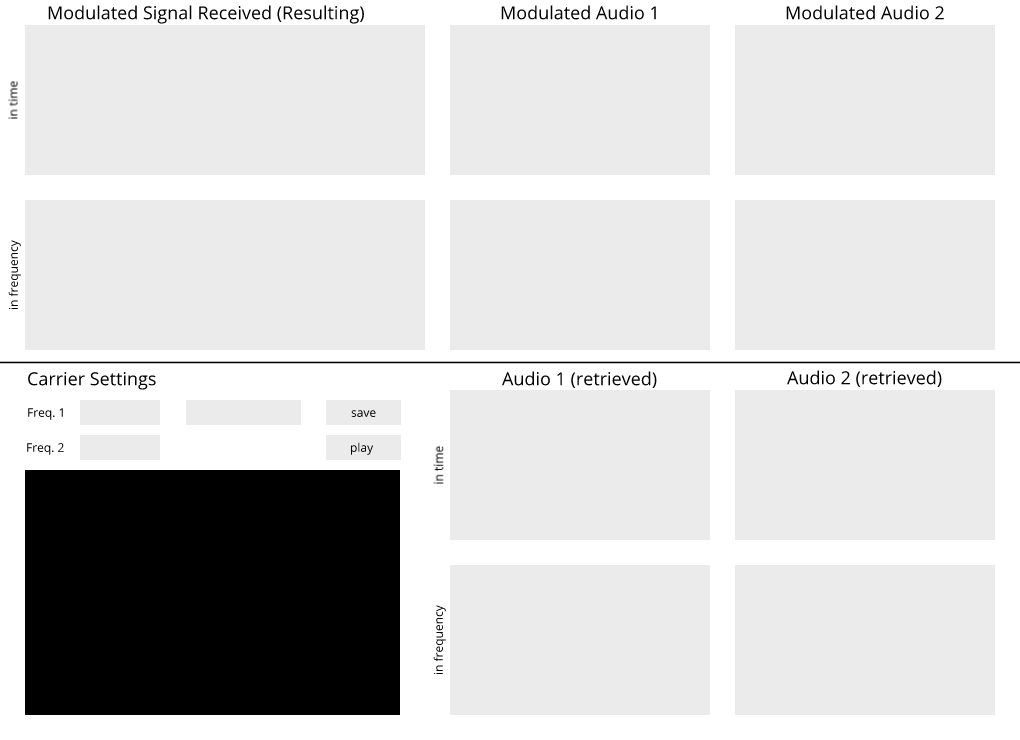 Modulated Signal Received (Resulting)
Modulated Audio 1
Modulated Audio 2
in time
in frequency
Carrier Settings
Freq. 1
save
Freq. 2
play
Audio 1 (retrieved)
Audio 2 (retrieved)
in time
in frequency